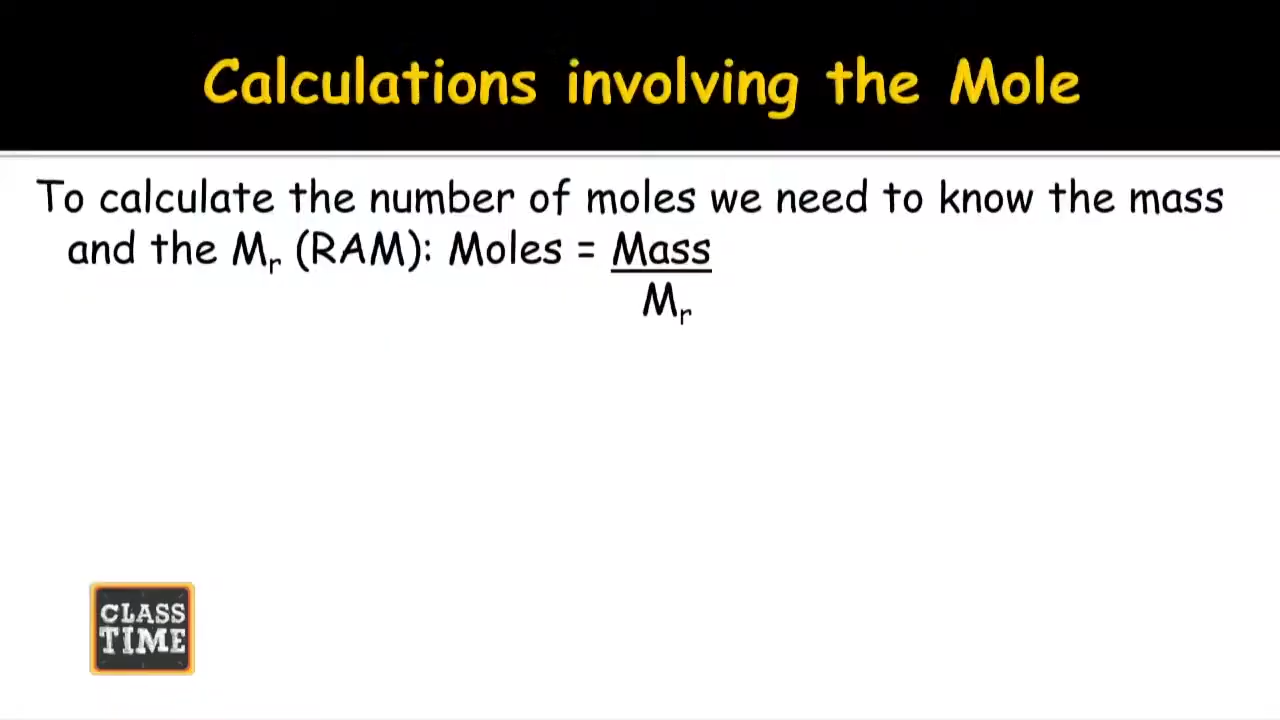 Calculations involving the Mole
To calculate the number of moles we need to know the mass
and the Mr (RAM): Moles = Mass
Mr
CLASS
TIME